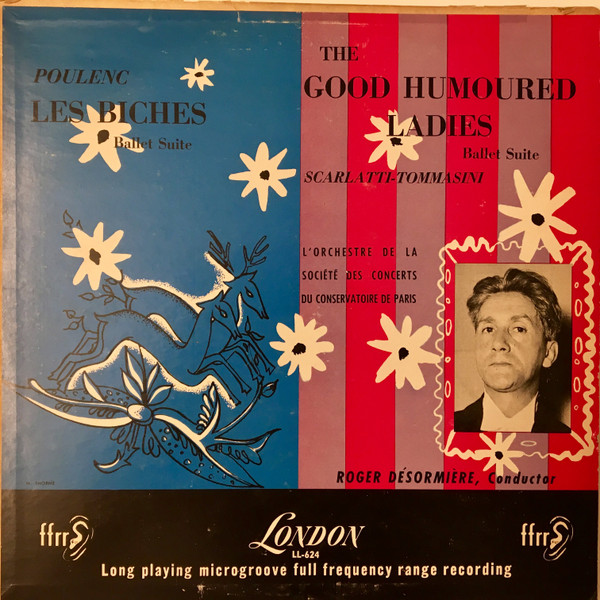 POULENC
LES BICHES
Ballet Suite
THE
GOOD HUMOURED
LADIES
Ballet Suite
SCARLATTI-TOMMASINI
L'ORCHESTRE DE LA
SOCIÉTÉ DES CONCERTS
DU CONSERVATOIRE DE PARIS
ROGER DÉSORMIÈRE, Conductor
ffrr
LONDON
LL-624
ffrr
Long playing microgroove full frequency range recording